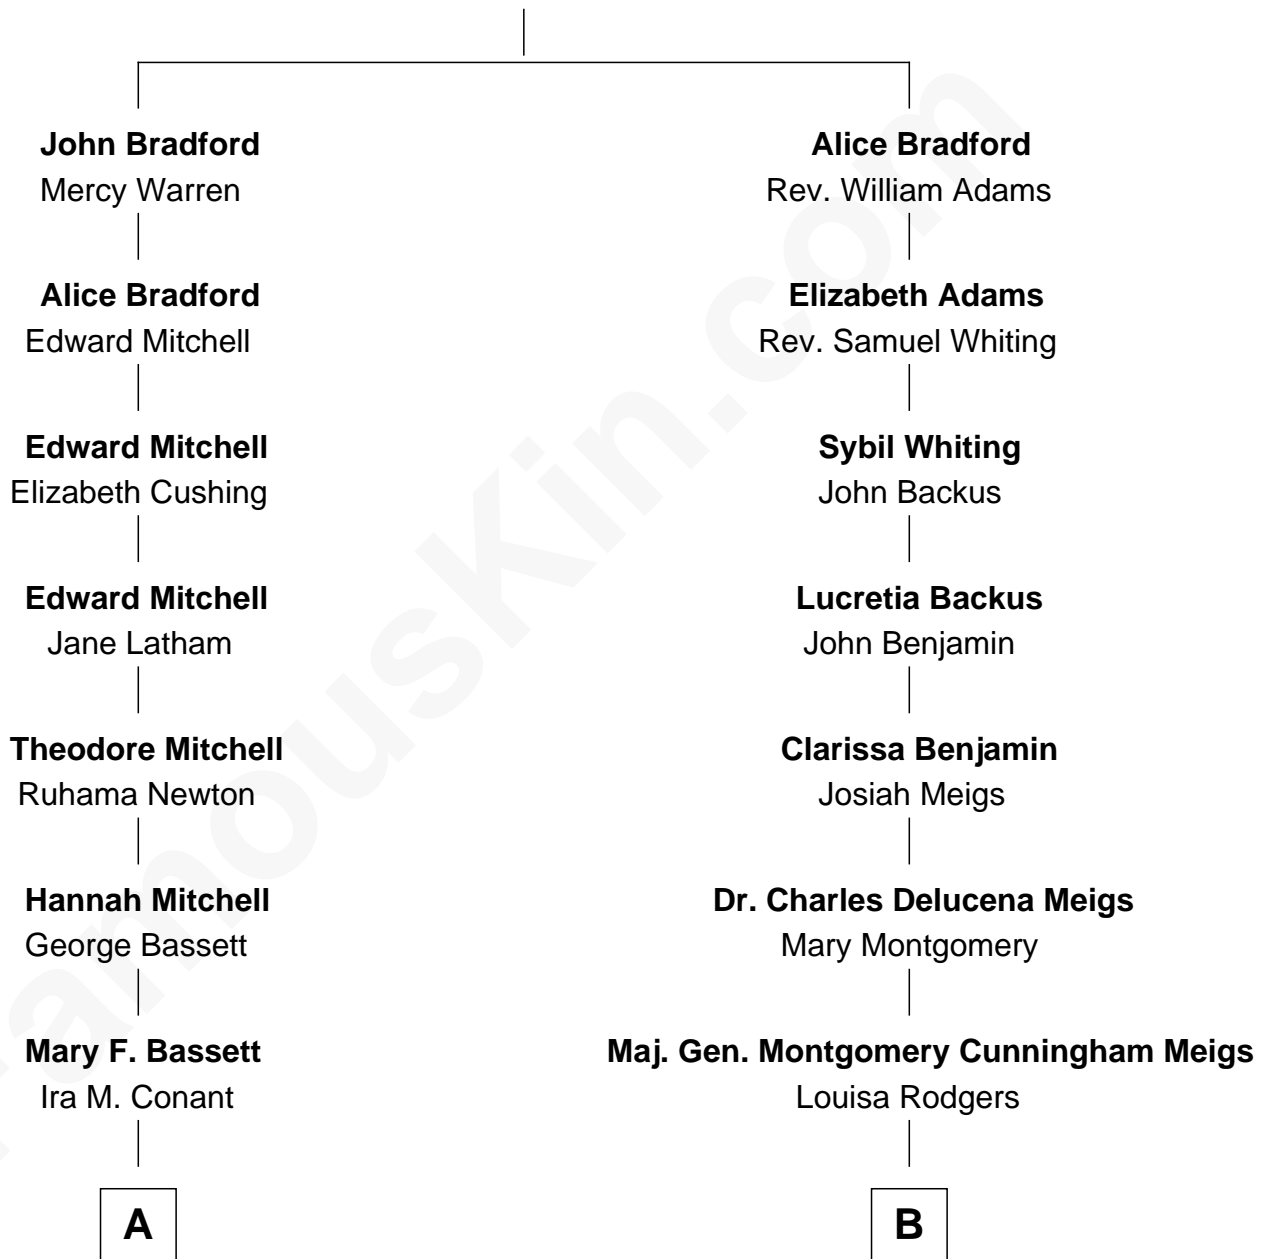 John Bradford
Mercy Warren
Alice Bradford
Rev. William Adams
Alice Bradford
Edward Mitchell
Elizabeth Adams
Rev. Samuel Whiting
Edward Mitchell
Elizabeth Cushing
Sybil Whiting
John Backus
Edward Mitchell
Jane Latham
Lucretia Backus
John Benjamin
Theodore Mitchell
Ruhama Newton
Clarissa Benjamin
Josiah Meigs
Hannah Mitchell
George Bassett
Dr. Charles Delucena Meigs
Mary Montgomery
Mary F. Bassett
Ira M. Conant
Maj. Gen. Montgomery Cunningham Meigs
Louisa Rodgers
A
B
FamousKin.com